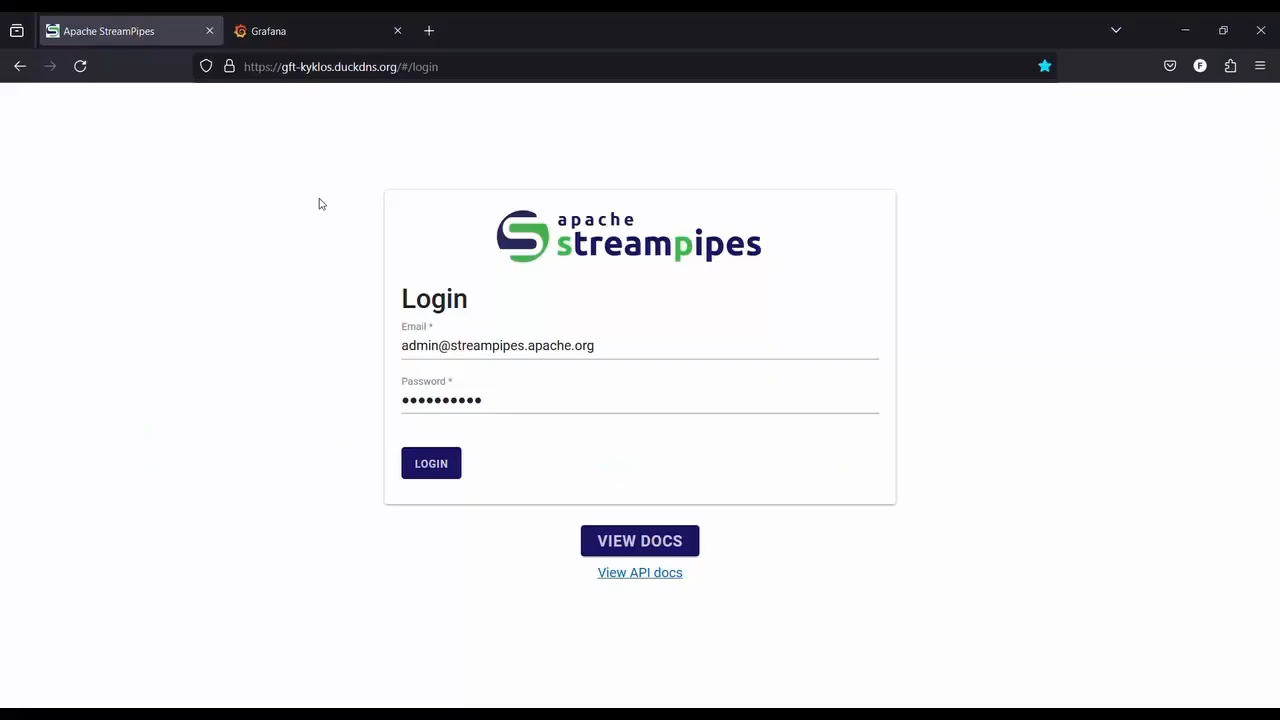 Apache StreamPipes
Grafana
https://gft-kyklos.duckdns.org/#/login
F
apache
streampipes
Login
Email *
admin@streampipes.apache.org
Password *
••••••••••
LOGIN
VIEW DOCS
View API docs